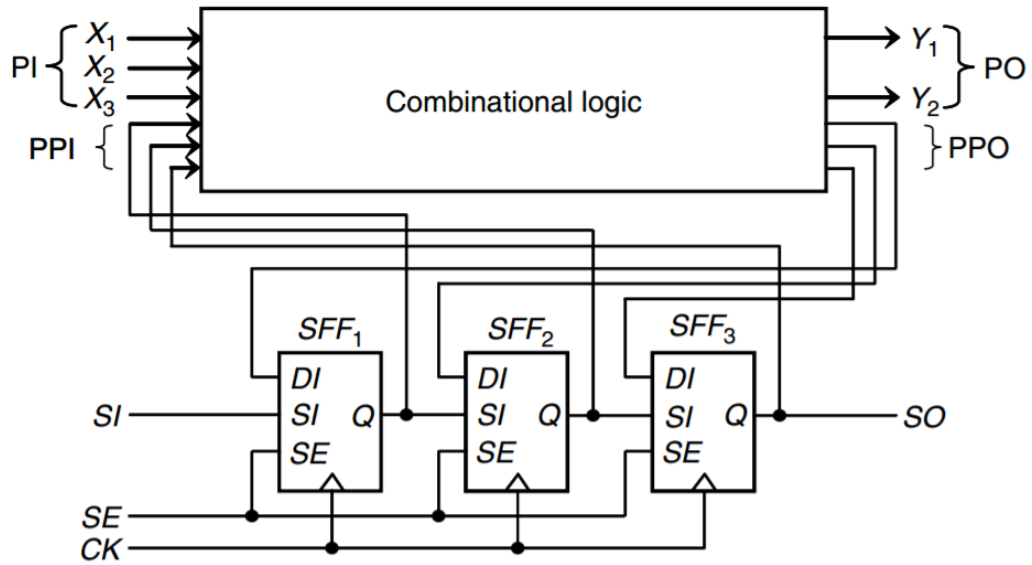 PI { X₁
X₂
X₃
PPI {
Combinational logic
Y₁ } PO
Y₂
} PPO
SFF₁ SFF₂ SFF₃
DI DI DI
SI SI Q SI Q SI Q SO
SE SE SE
SE
CK